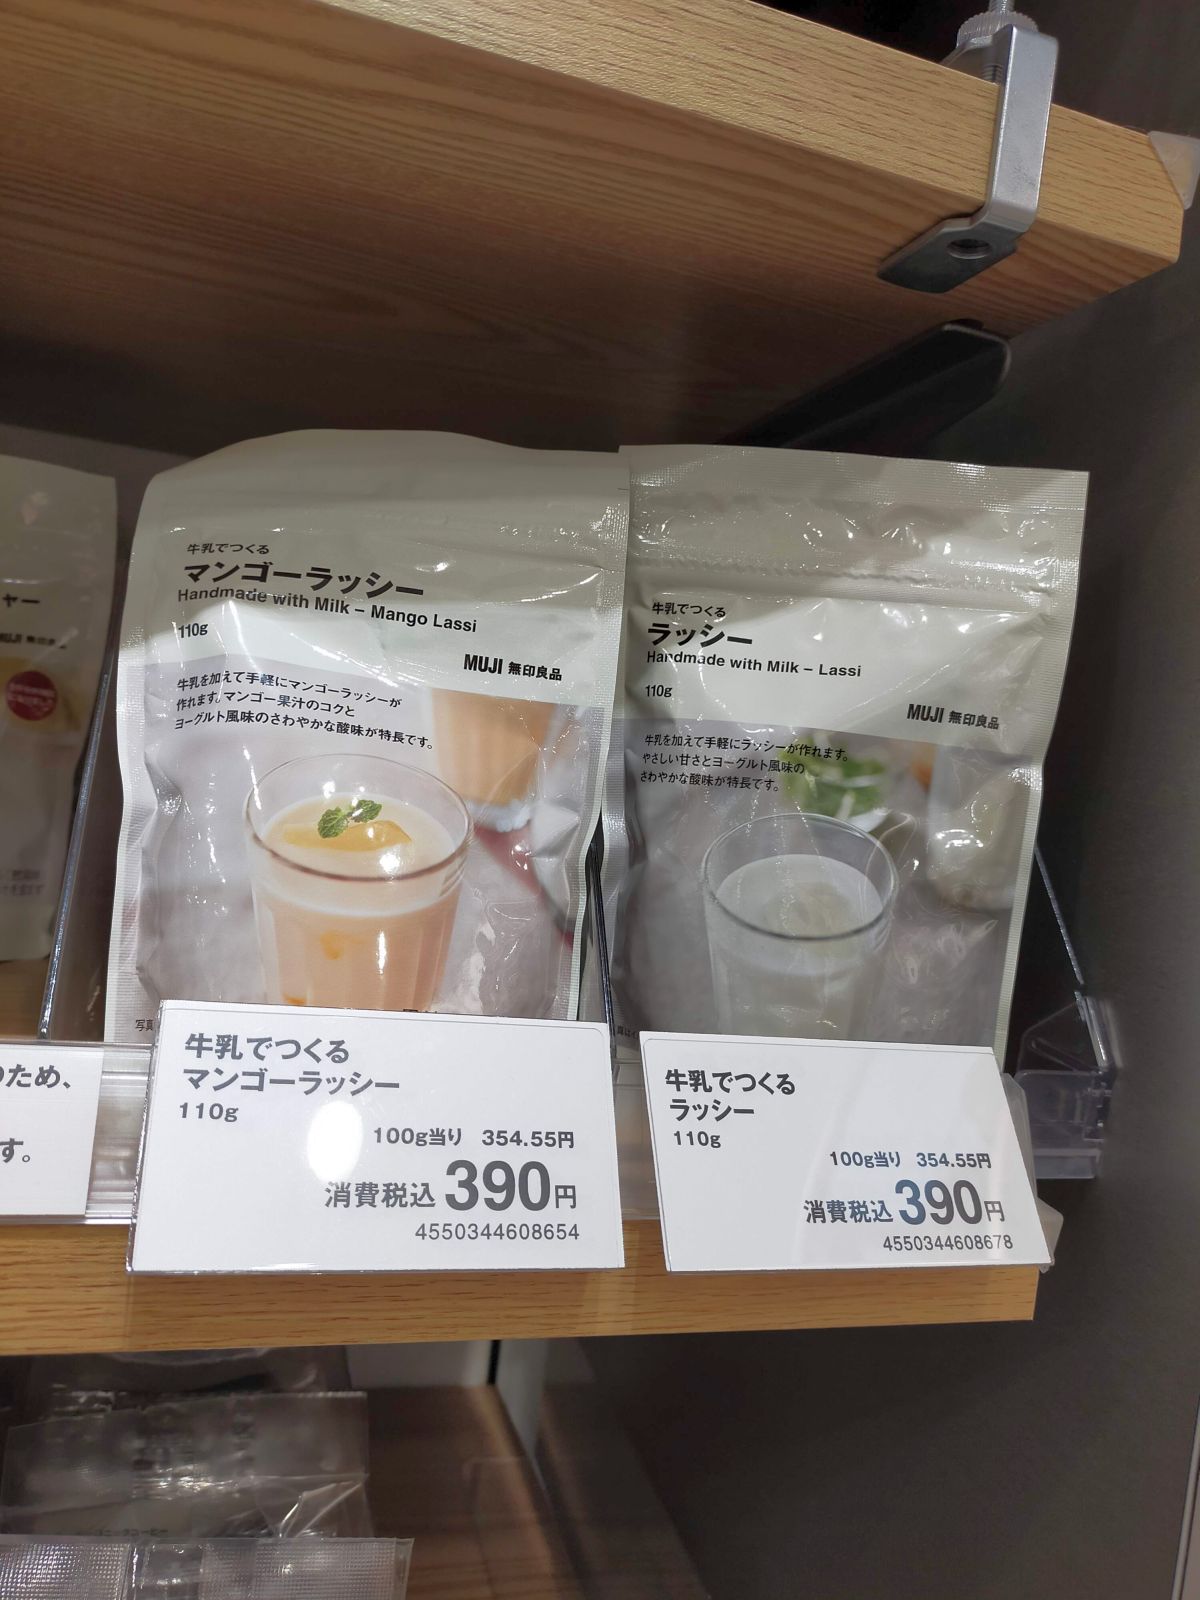 ャー
MUJI 無印良品
牛乳でつくる
マンゴーラッシー
Handmade with Milk – Mango Lassi
110g
MUJI 無印良品
牛乳を加えて手軽にマンゴーラッシーが
作れます。マンゴー果汁のコクと
ヨーグルト風味のさわやかな酸味が特長です。
写真
牛乳でつくる
ラッシー
Handmade with Milk – Lassi
110g
MUJI 無印良品
牛乳を加えて手軽にラッシーが作れます。
やさしい甘さとヨーグルト風味の
さわやかな酸味が特長です。
のため、
す。
牛乳でつくる
マンゴーラッシー
110g
100g当り 354.55円
消費税込 390円
4550344608654
牛乳でつくる
ラッシー
110g
100g当り 354.55円
消費税込 390円
4550344608678